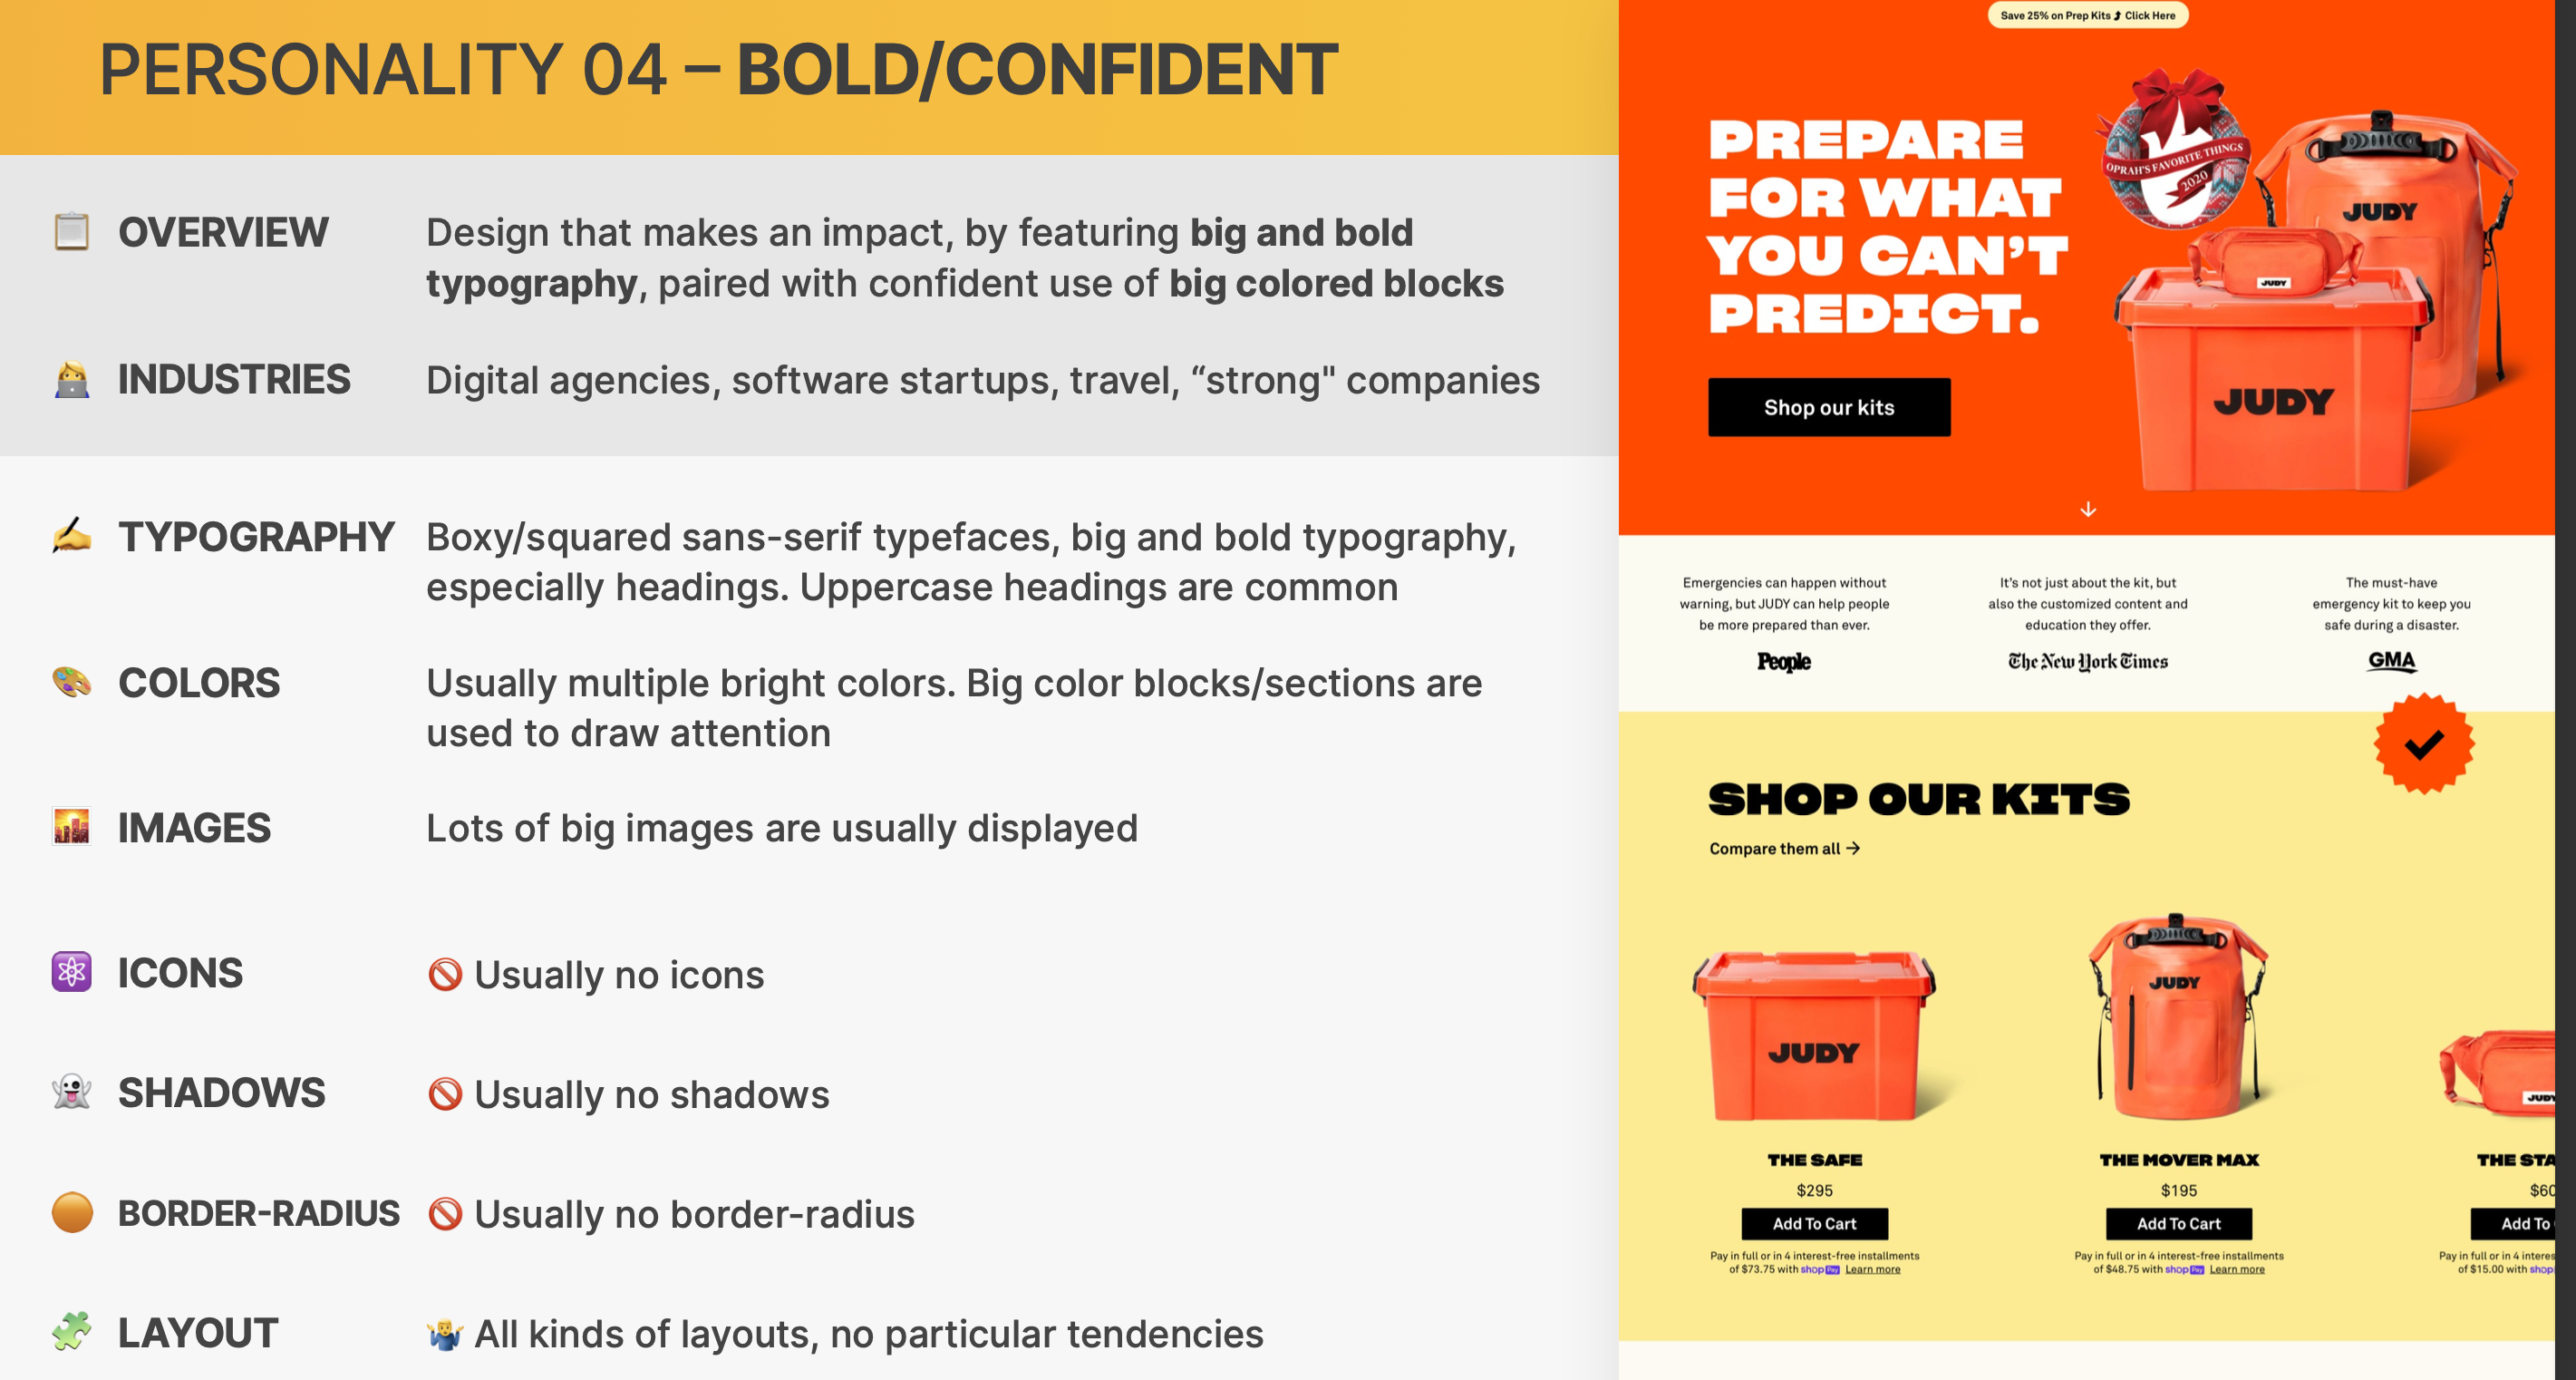 PERSONALITY 04 – BOLD/CONFIDENT
OVERVIEW
Design that makes an impact, by featuring big and bold
typography, paired with confident use of big colored blocks
INDUSTRIES
Digital agencies, software startups, travel, “strong" companies
TYPOGRAPHY
Boxy/squared sans-serif typefaces, big and bold typography,
especially headings. Uppercase headings are common
COLORS
Usually multiple bright colors. Big color blocks/sections are
used to draw attention
IMAGES
Lots of big images are usually displayed
ICONS
Usually no icons
SHADOWS
Usually no shadows
BORDER-RADIUS
Usually no border-radius
LAYOUT
All kinds of layouts, no particular tendencies
Save 25% on Prep Kits Click Here
PREPARE
FOR WHAT
YOU CAN’T
PREDICT.
Shop our kits
OPRAH'S FAVORITE THINGS
2020
JUDY
JUDY
JUDY
Emergencies can happen without
warning, but JUDY can help people
be more prepared than ever.
People
It’s not just about the kit, but
also the customized content and
education they offer.
The New York Times
The must-have
emergency kit to keep you
safe during a disaster.
GMA
SHOP OUR KITS
Compare them all →
JUDY
THE SAFE
$295
Add To Cart
Pay in full or in 4 interest-free installments
of $73.75 with shop Pay Learn more
JUDY
THE MOVER MAX
$195
Add To Cart
Pay in full or in 4 interest-free installments
of $48.75 with shop Pay Learn more
JUDY
THE STA
$60
Add To
Pay in full or in 4 interes
of $15.00 with shop